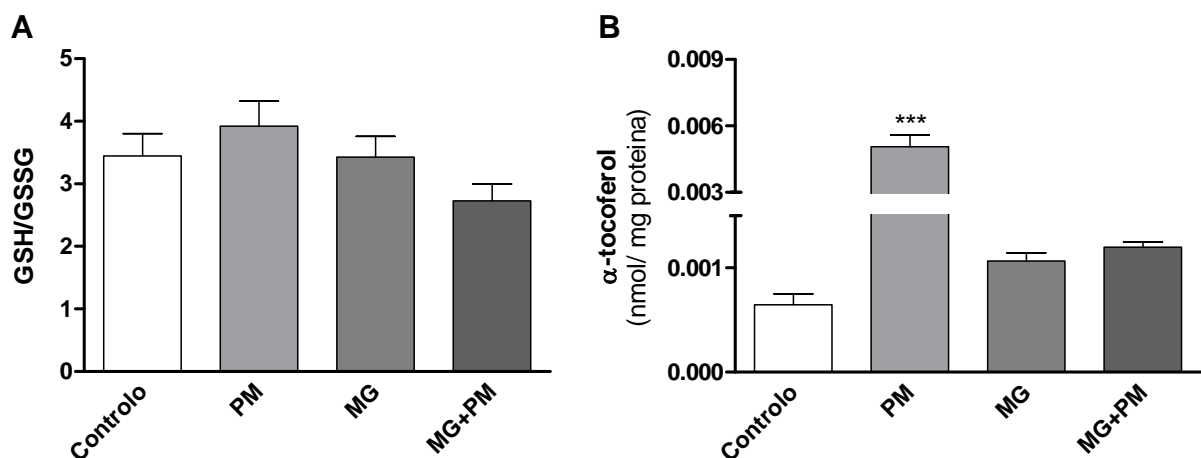 A
GSH/GSSG
5
4
3
2
1
0
Controlo
PM
MG
MG+PM
B
α-tocoferol
(nmol/ mg proteina)
0.009
0.006
0.003
0.001
0.000
***
Controlo
PM
MG
MG+PM